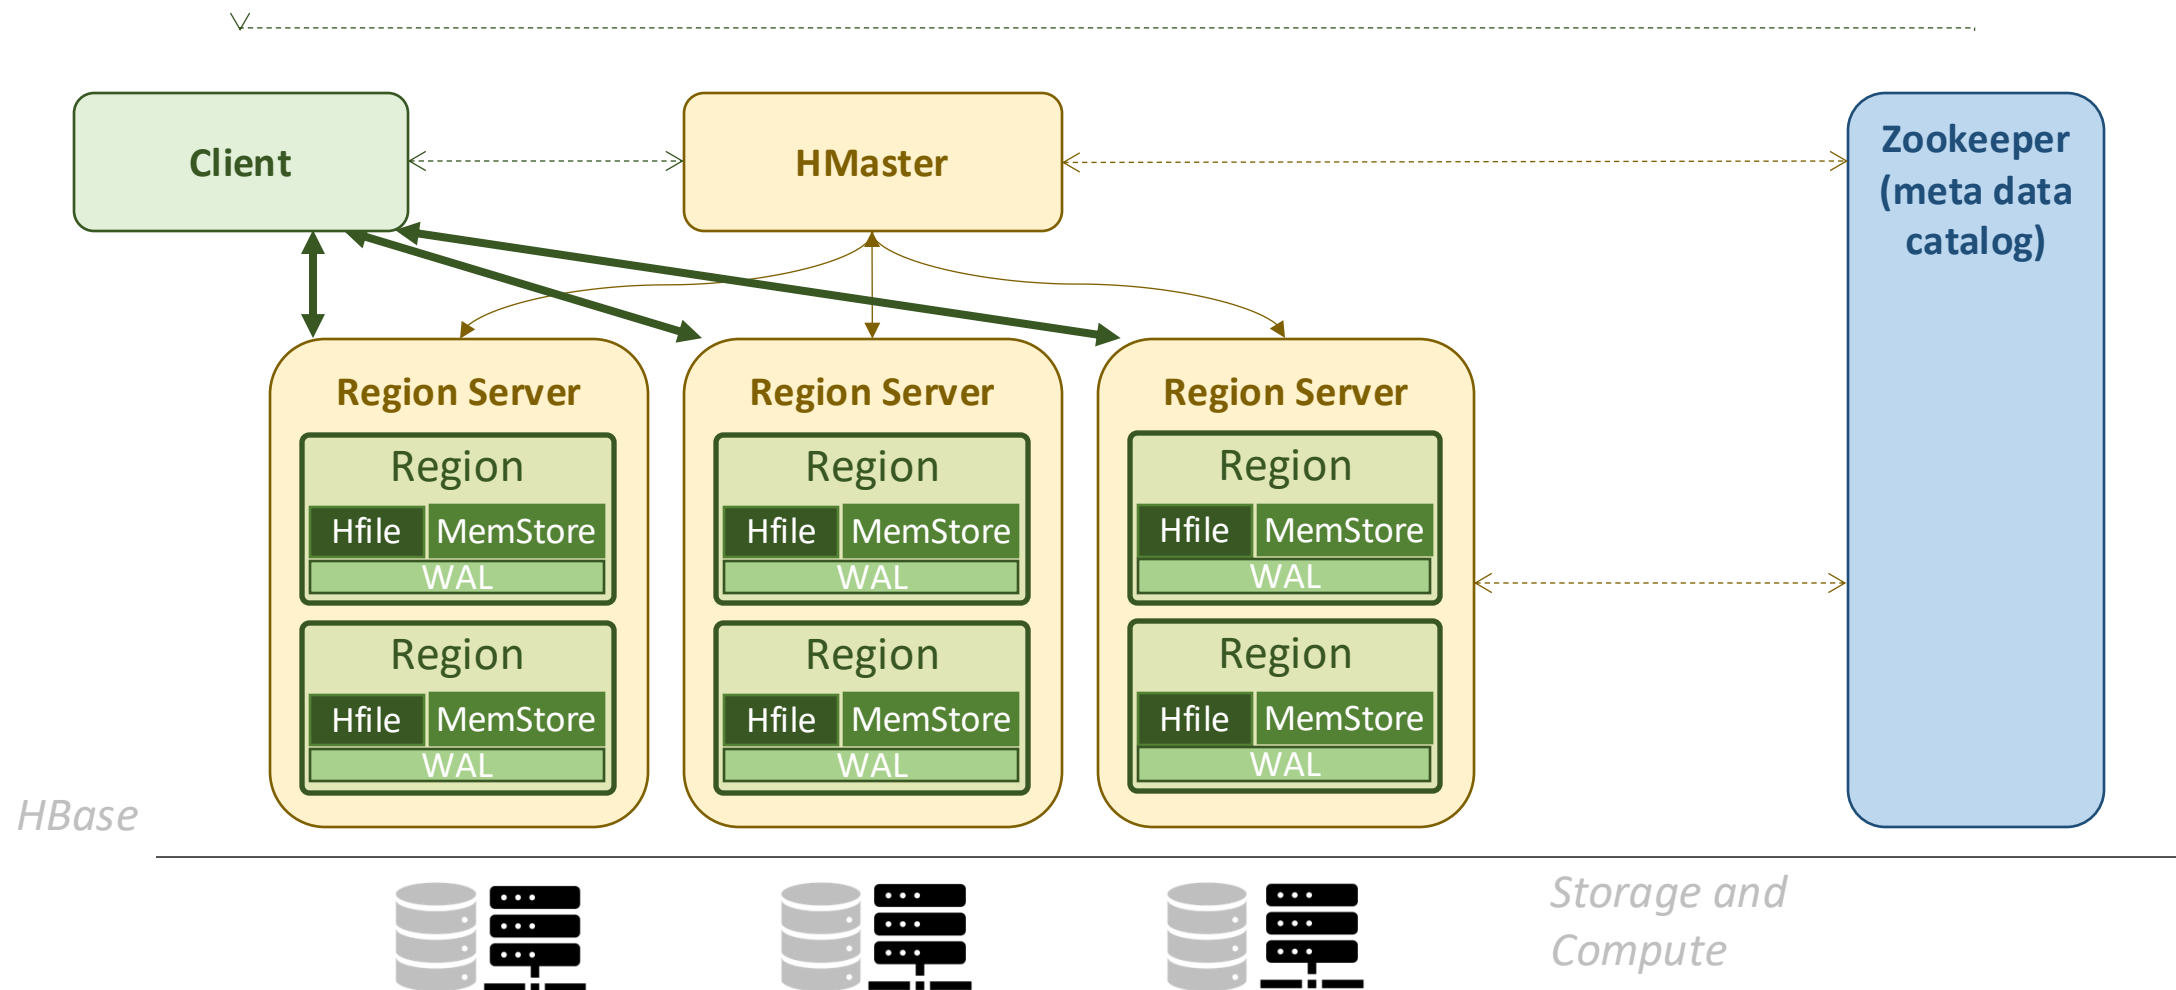 Client
HMaster
Zookeeper
(meta data
catalog)
Region Server
Region
Hfile
MemStore
WAL
Region
Hfile
MemStore
WAL
Region Server
Region
Hfile
MemStore
WAL
Region
Hfile
MemStore
WAL
Region Server
Region
Hfile
MemStore
WAL
Region
Hfile
MemStore
WAL
HBase
Storage and
Compute